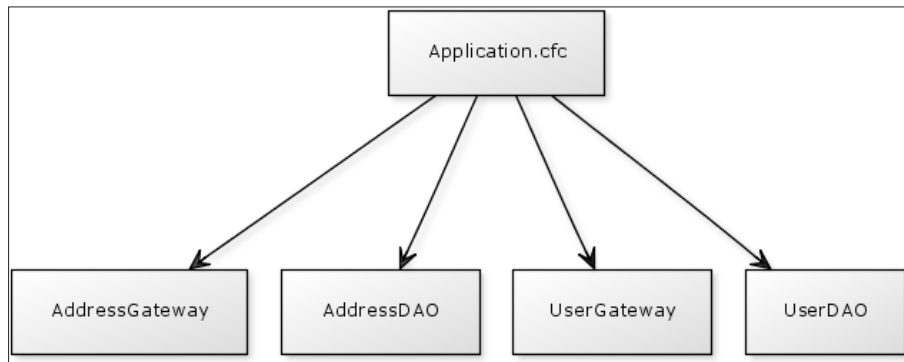 Application.cfc
AddressGateway
AddressDAO
UserGateway
UserDAO